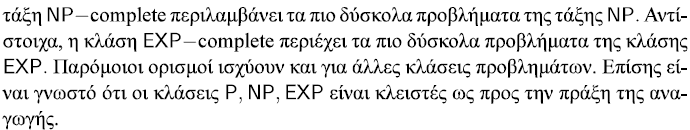 τάξη NP−complete περιλαμβάνει τα πιο δύσκολα προβλήματα της τάξης NP. Αντί-
στοιχα, η κλάση EXP−complete περιέχει τα πιο δύσκολα προβλήματα της κλάσης
EXP. Παρόμοιοι ορισμοί ισχύουν και για άλλες κλάσεις προβλημάτων. Επίσης εί-
ναι γνωστό ότι οι κλάσεις P, NP, EXP είναι κλειστές ως προς την πράξη της ανα-
γωγής.